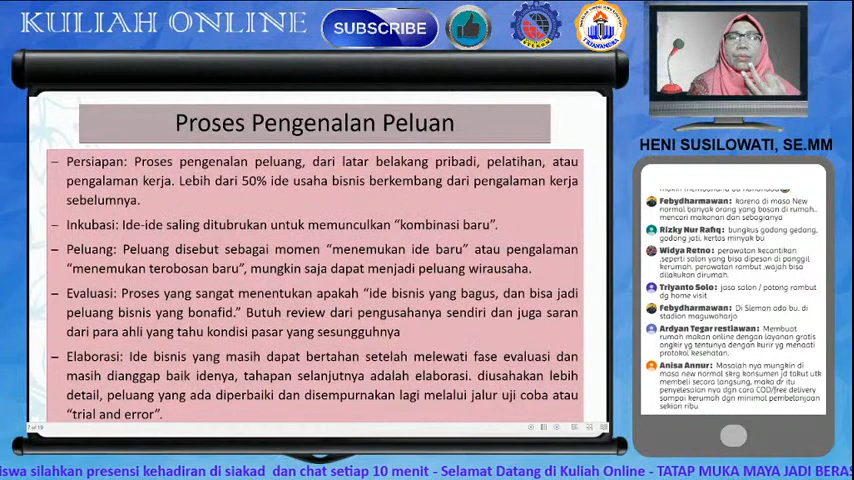 KULIAH ONLINE
SUBSCRIBE
STEKOM
TRIANANDRA
HENI SUSILOWATI, SE.MM
Proses Pengenalan Peluan
– Persiapan: Proses pengenalan peluang, dari latar belakang pribadi, pelatihan, atau
pengalaman kerja. Lebih dari 50% ide usaha bisnis berkembang dari pengalaman kerja
sebelumnya.
– Inkubasi: Ide-ide saling ditubrukan untuk memunculkan “kombinasi baru”.
– Peluang: Peluang disebut sebagai momen “menemukan ide baru” atau pengalaman
“menemukan terobosan baru”, mungkin saja dapat menjadi peluang wirausaha.
– Evaluasi: Proses yang sangat menentukan apakah “ide bisnis yang bagus, dan bisa jadi
peluang bisnis yang bonafid.” Butuh review dari pengusahanya sendiri dan juga saran
dari para ahli yang tahu kondisi pasar yang sesungguhnya
– Elaborasi: Ide bisnis yang masih dapat bertahan setelah melewati fase evaluasi dan
masih dianggap baik idenya, tahapan selanjutnya adalah elaborasi. diusahakan lebih
detail, peluang yang ada diperbaiki dan disempurnakan lagi melalui jalur uji coba atau
“trial and error”.
7 of 19
Febydharmawan: karena di masa New
normal banyak orang yang bosan di rumah..
mencari makanan dan sebagianya
Rizky Nur Rafiq: bungkus godong gedang,
godong jati, kertas minyak bu
Widya Retno: perawatan kecantikan
,seperti salon yang bisa dipesan di panggil
kerumah, perawatan rambut ,wajah bisa
dilakukan dirumah.
Triyanto Solo: jasa salon / potong rambut
dg home visit
Febydharmawan: Di Sleman ada bu, di
stadion maguwoharjo
Ardyan Tegar restiawan: Membuat
rumah makan online dengan layanan gratis
ongkir yg tentunya dengan kurir yg menaati
protokol kesehatan.
Anisa Annur: Masalah nya mungkin di
masa new normal skrg konsumen jd takut utk
membeli secara langsung, maka dr itu
penyelesaian nya dgn cara COD/free delivery
sampai kerumah dgn minimal pembelanjaan
sekian ribu
iswa silahkan presensi kehadiran di siakad dan chat setiap 10 menit - Selamat Datang di Kuliah Online - TATAP MUKA MAYA JADI BERAS